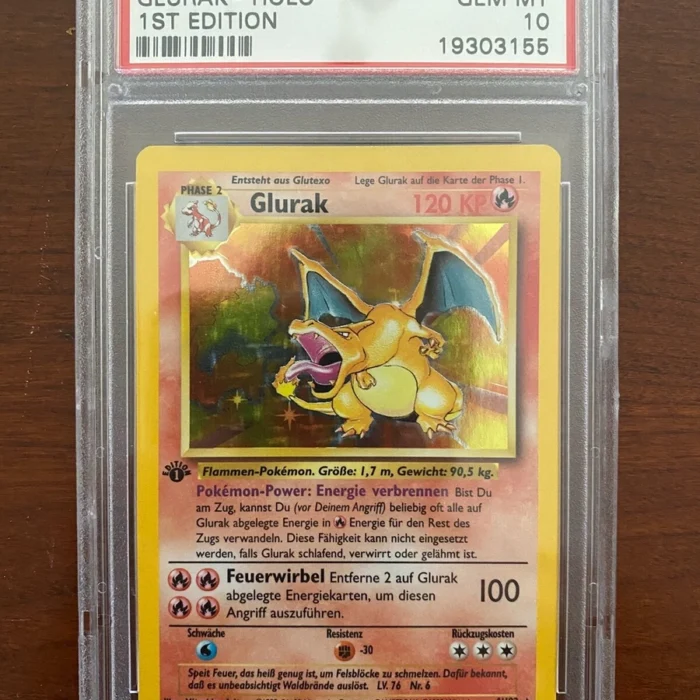 GLURAK - HOLO GEM MT
1ST EDITION 10
19303155
Entsteht aus Glutexo Lege Glurak auf die Karte der Phase 1.
PHASE 2
Glurak 120 KP
EDITION 1
Flammen-Pokémon. Größe: 1,7 m, Gewicht: 90,5 kg.
Pokémon-Power: Energie verbrennen Bist Du
am Zug, kannst Du (vor Deinem Angriff) beliebig oft alle auf
Glurak abgelegte Energie in Energie für den Rest des
Zugs verwandeln. Diese Fähigkeit kann nicht eingesetzt
werden, falls Glurak schlafend, verwirrt oder gelähmt ist.
Feuerwirbel Entferne 2 auf Glurak
abgelegte Energiekarten, um diesen 100
Angriff auszuführen.
Schwäche Resistenz Rückzugskosten
-30
Speit Feuer, das heiß genug ist, um Felsblöcke zu schmelzen. Dafür bekannt,
daß es unbeabsichtigt Waldbrände auslöst. LV. 76 Nr. 6